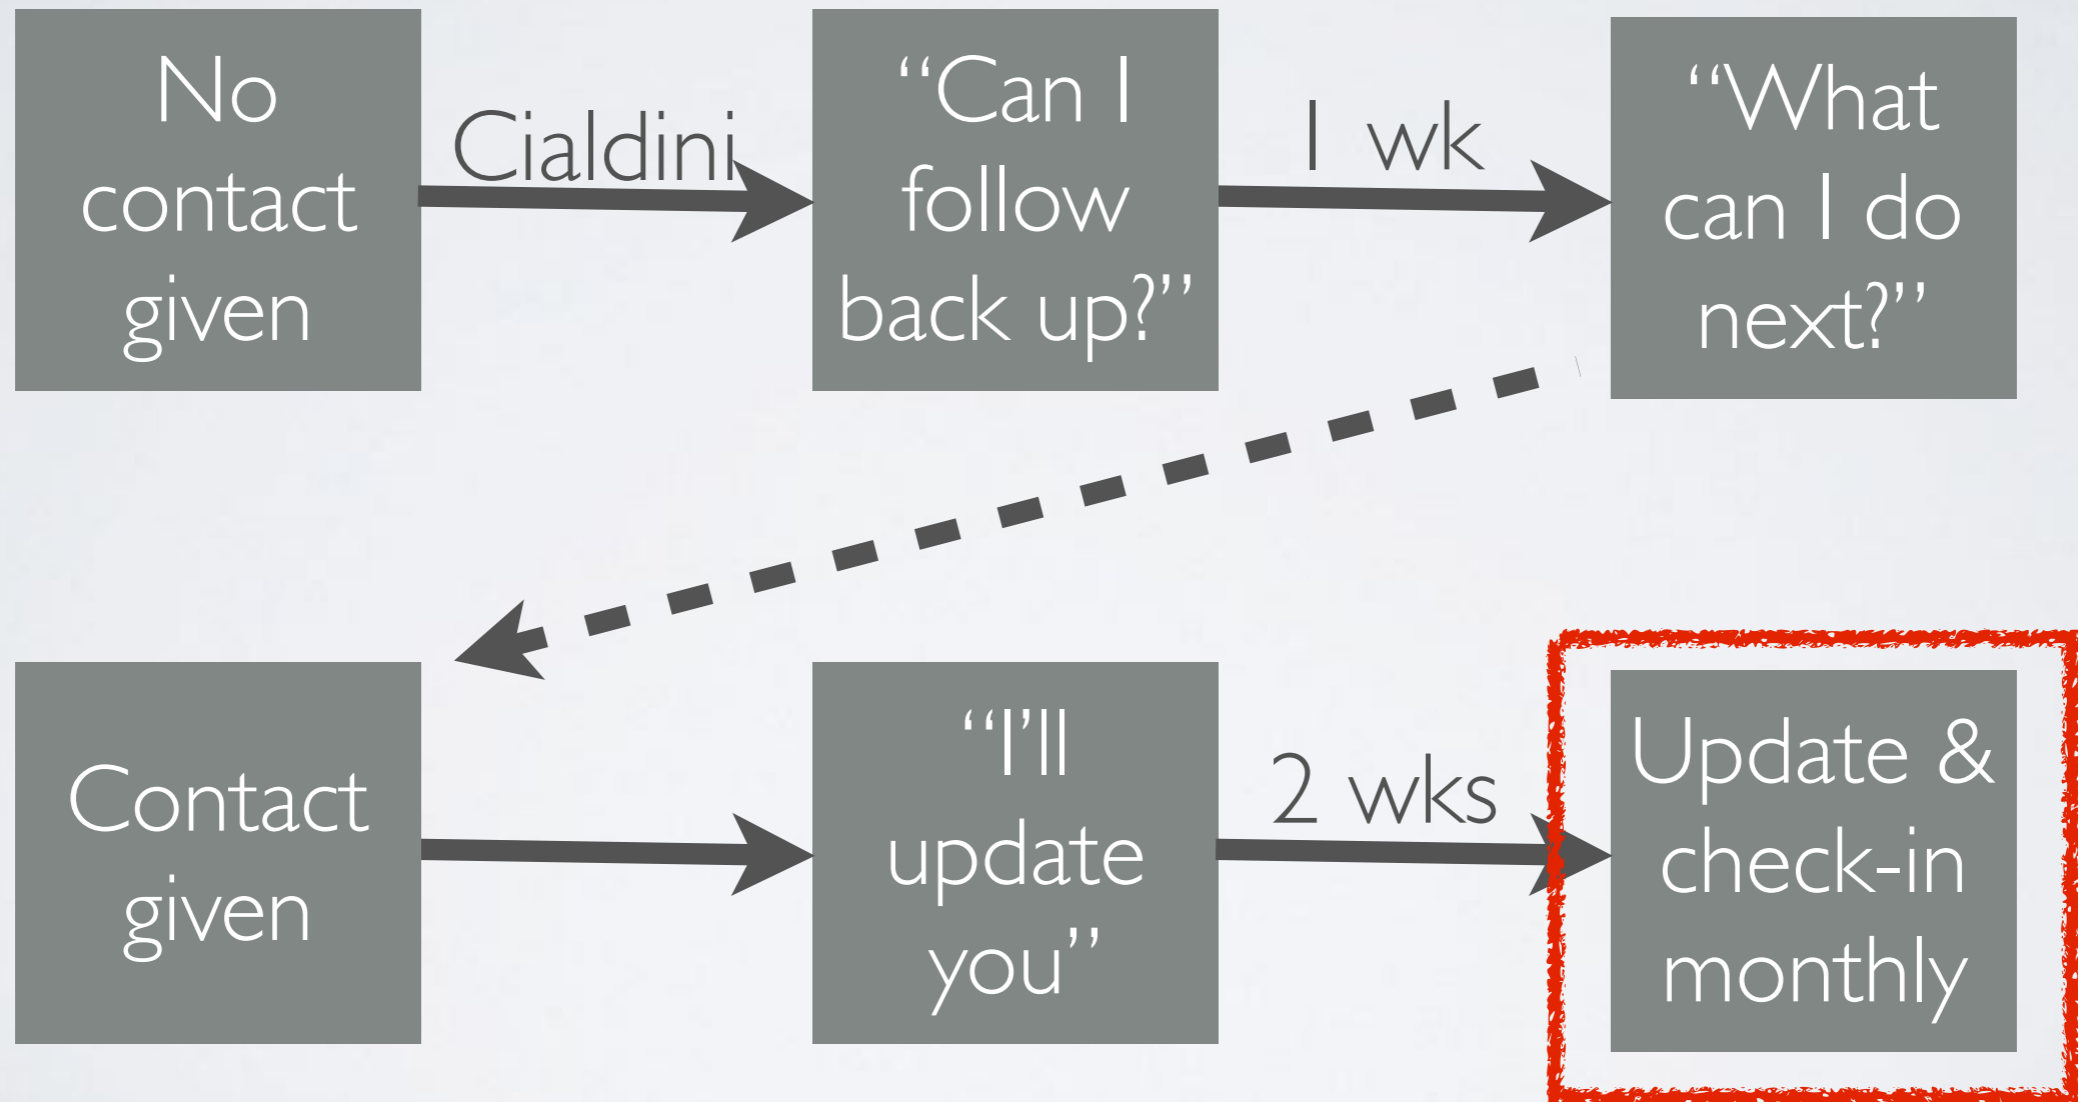 No
contact
given
Cialdini
“Can I
follow
back up?”
1 wk
“What
can I do
next?”
Contact
given
“I’ll
update
you”
2 wks
Update &
check-in
monthly